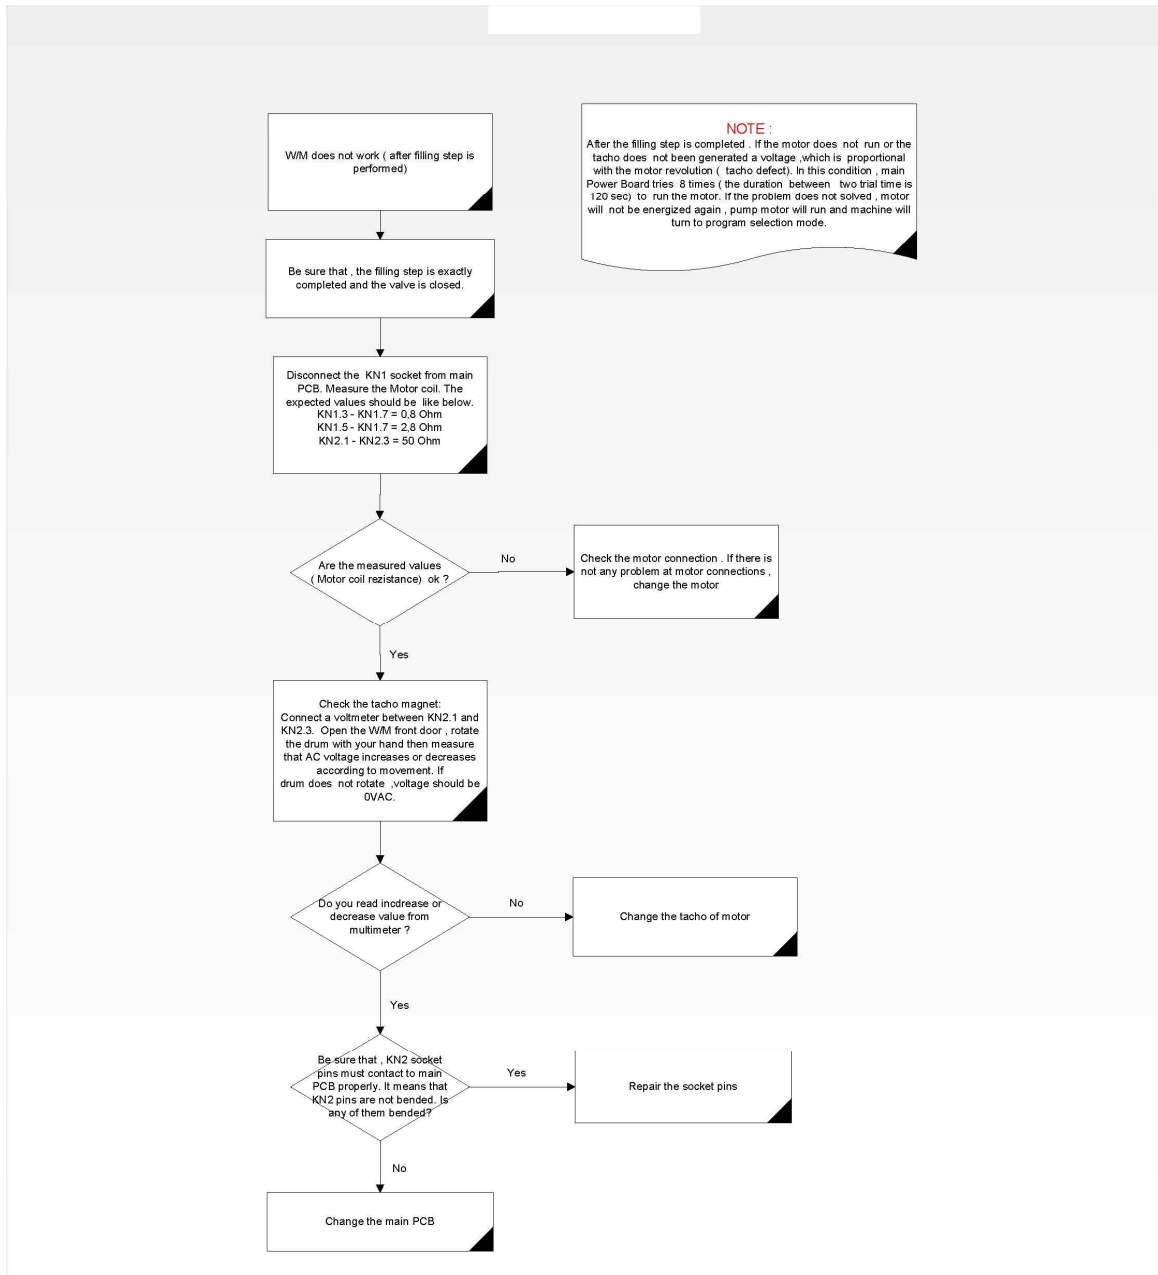 W/M does not work ( after filling step is
performed)
NOTE :
After the filling step is completed . If the motor does not run or the
tacho does not been generated a voltage ,which is proportional
with the motor revolution ( tacho defect). In this condition , main
Power Board tries 8 times ( the duration between two trial time is
120 sec) to run the motor. If the problem does not solved , motor
will not be energized again , pump motor will run and machine will
turn to program selection mode.
Be sure that , the filling step is exactly
completed and the valve is closed.
Disconnect the KN1 socket from main
PCB. Measure the Motor coil. The
expected values should be like below.
KN1.3 - KN1.7 = 0,8 Ohm
KN1.5 - KN1.7 = 2,8 Ohm
KN2.1 - KN2.3 = 50 Ohm
Are the measured values
( Motor coil rezistance) ok ?
No
Check the motor connection . If there is
not any problem at motor connections ,
change the motor
Yes
Check the tacho magnet:
Connect a voltmeter between KN2.1 and
KN2.3. Open the W/M front door , rotate
the drum with your hand then measure
that AC voltage increases or decreases
according to movement. If
drum does not rotate ,voltage should be
0VAC.
Do you read incdrease or
decrease value from
multimeter ?
No
Change the tacho of motor
Yes
Be sure that , KN2 socket
pins must contact to main
PCB properly. It means that
KN2 pins are not bended. Is
any of them bended?
Yes
Repair the socket pins
No
Change the main PCB